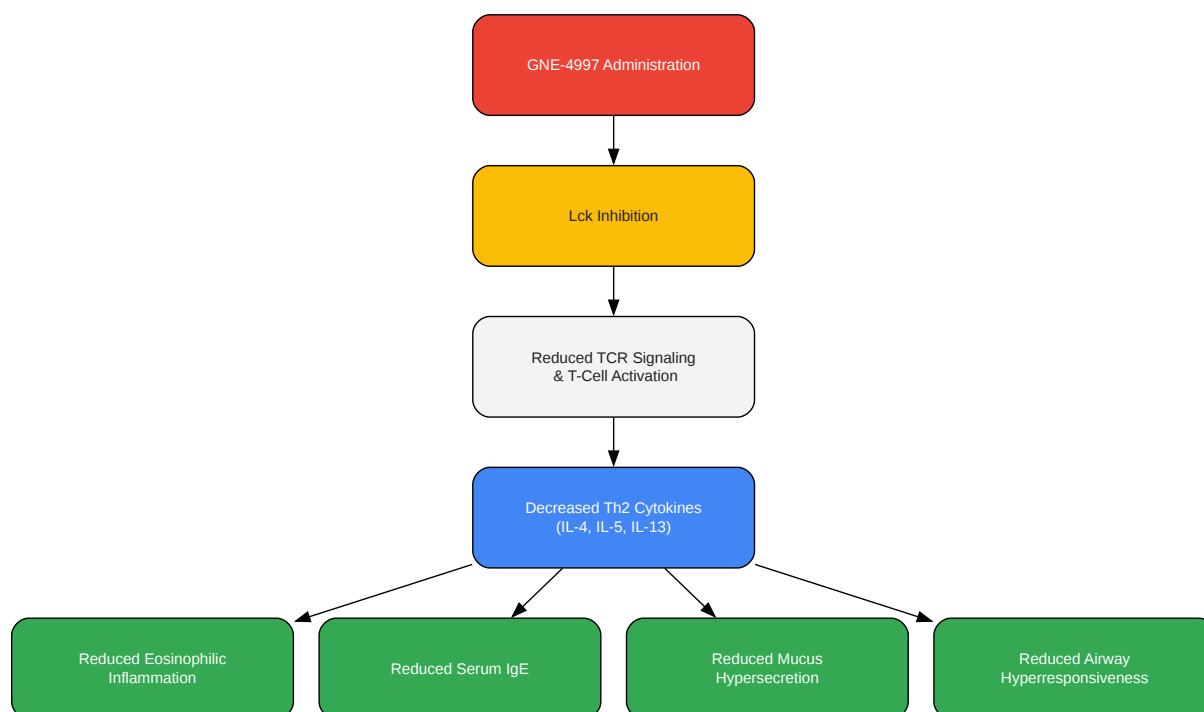 GNE-4997 Administration
Lck Inhibition
Reduced TCR Signaling
& T-Cell Activation
Decreased Th2 Cytokines
(IL-4, IL-5, IL-13)
Reduced Eosinophilic
Inflammation
Reduced Serum IgE
Reduced Mucus
Hypersecretion
Reduced Airway
Hyperresponsiveness